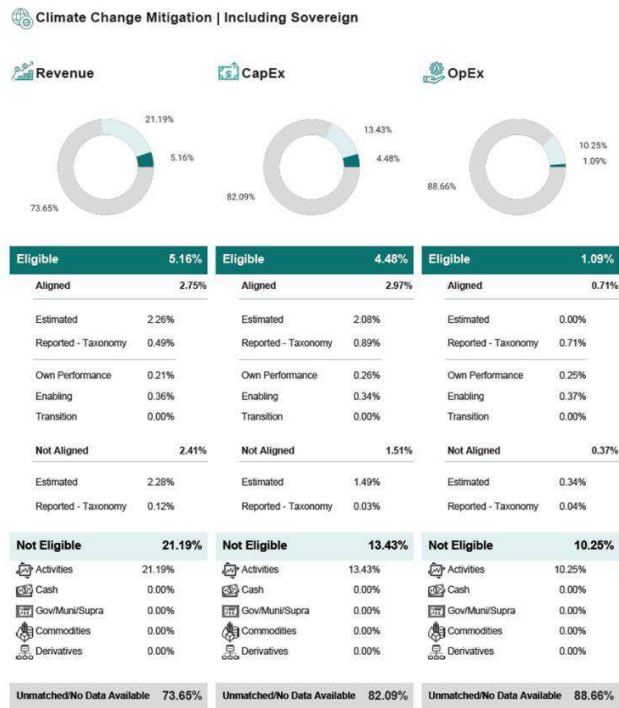 Climate Change Mitigation | Including Sovereign
Revenue
CapEx
OpEx
21.19%
5.16%
73.65%
13.43%
4.48%
82.09%
10.25%
1.09%
88.66%
Eligible 5.16%
Aligned 2.75%
Estimated 2.26%
Reported - Taxonomy 0.49%
Own Performance 0.21%
Enabling 0.36%
Transition 0.00%
Not Aligned 2.41%
Estimated 2.28%
Reported - Taxonomy 0.12%
Not Eligible 21.19%
Activities 21.19%
Cash 0.00%
Gov/Muni/Supra 0.00%
Commodities 0.00%
Derivatives 0.00%
Unmatched/No Data Available 73.65%
Eligible 4.48%
Aligned 2.97%
Estimated 2.08%
Reported - Taxonomy 0.89%
Own Performance 0.26%
Enabling 0.34%
Transition 0.00%
Not Aligned 1.51%
Estimated 1.49%
Reported - Taxonomy 0.03%
Not Eligible 13.43%
Activities 13.43%
Cash 0.00%
Gov/Muni/Supra 0.00%
Commodities 0.00%
Derivatives 0.00%
Unmatched/No Data Available 82.09%
Eligible 1.09%
Aligned 0.71%
Estimated 0.00%
Reported - Taxonomy 0.71%
Own Performance 0.25%
Enabling 0.37%
Transition 0.00%
Not Aligned 0.37%
Estimated 0.34%
Reported - Taxonomy 0.04%
Not Eligible 10.25%
Activities 10.25%
Cash 0.00%
Gov/Muni/Supra 0.00%
Commodities 0.00%
Derivatives 0.00%
Unmatched/No Data Available 88.66%